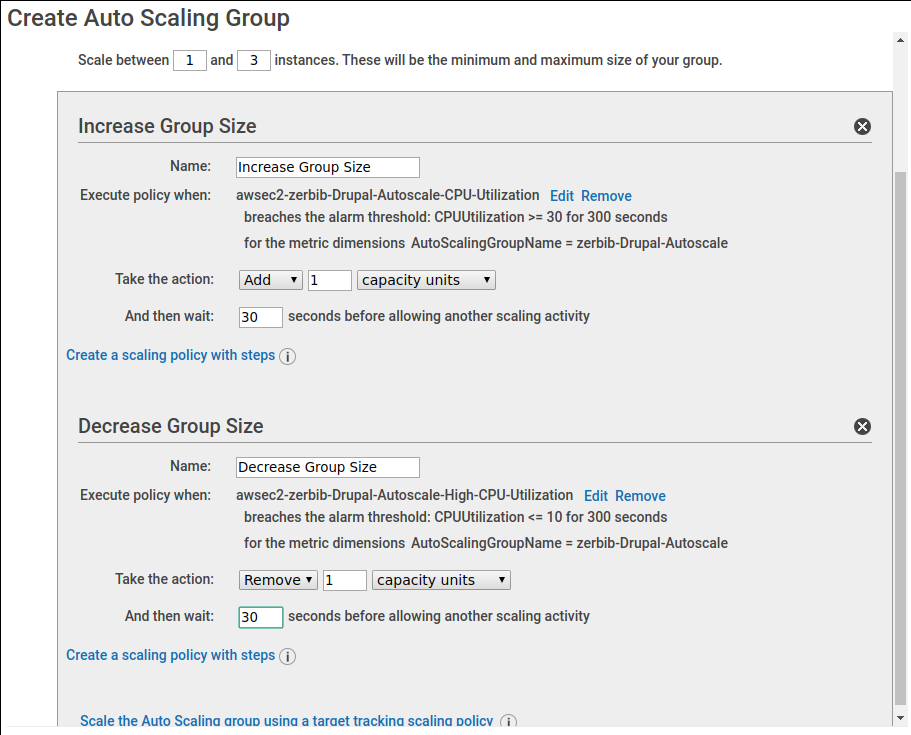 Create Auto Scaling Group
Scale between 1 and 3 instances. These will be the minimum and maximum size of your group.
Increase Group Size
Name: Increase Group Size
Execute policy when: awsec2-zerbib-Drupal-Autoscale-CPU-Utilization Edit Remove
breaches the alarm threshold: CPUUtilization >= 30 for 300 seconds
for the metric dimensions AutoScalingGroupName = zerbib-Drupal-Autoscale
Take the action: Add 1 capacity units
And then wait: 30 seconds before allowing another scaling activity
Create a scaling policy with steps i
Decrease Group Size
Name: Decrease Group Size
Execute policy when: awsec2-zerbib-Drupal-Autoscale-High-CPU-Utilization Edit Remove
breaches the alarm threshold: CPUUtilization <= 10 for 300 seconds
for the metric dimensions AutoScalingGroupName = zerbib-Drupal-Autoscale
Take the action: Remove 1 capacity units
And then wait: 30 seconds before allowing another scaling activity
Create a scaling policy with steps i
Scale the Auto Scaling group using a target tracking scaling policy i